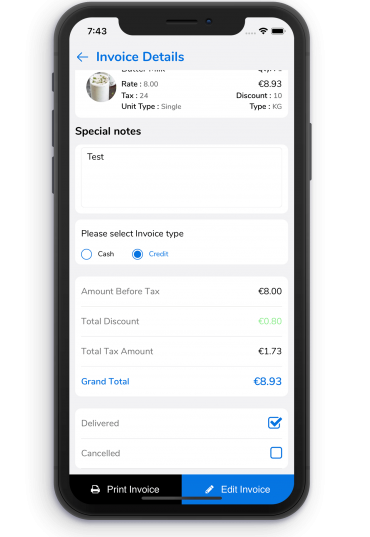 7:43
Invoice Details
Butter Milk
Rate : 8.00 €8.93
Tax : 24 Discount : 10
Unit Type : Single Type : KG
Special notes
Test
Please select Invoice type
Cash Credit
Amount Before Tax €8.00
Total Discount €0.80
Total Tax Amount €1.73
Grand Total €8.93
Delivered
Cancelled
Print Invoice Edit Invoice